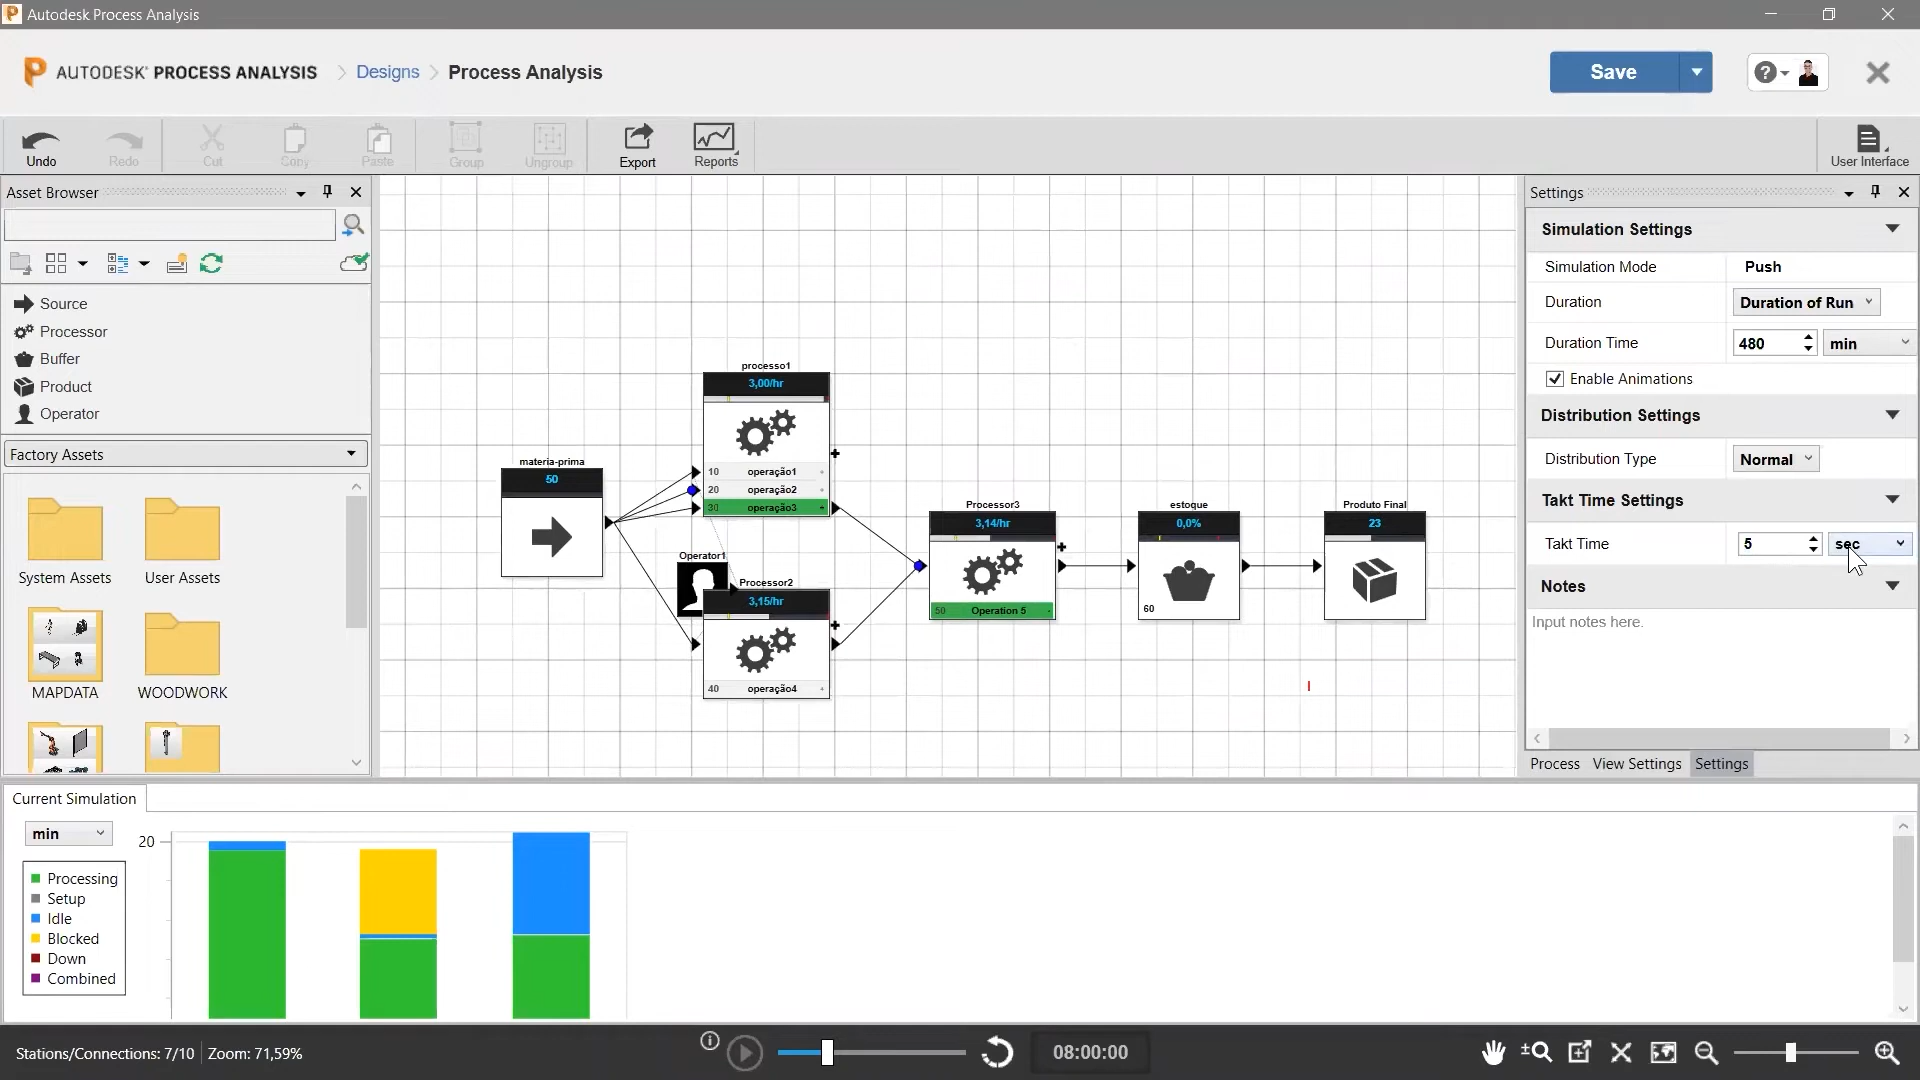 Autodesk Process Analysis
AUTODESK® PROCESS ANALYSIS
Designs
Process Analysis
Save
Undo
Redo
Cut
Copy
Paste
Group
Ungroup
Export
Reports
User Interface
Asset Browser
Source
Processor
Buffer
Product
Operator
Factory Assets
System Assets
User Assets
MAPDATA
WOODWORK
materia-prima
50
processo1
3,00/hr
10 operação1
20 operação2
30 operação3
Operator1
Processor2
3,15/hr
40 operação4
Processor3
3,14/hr
50 Operation 5
estoque
0,0%
60
Produto Final
23
Settings
Simulation Settings
Simulation Mode Push
Duration Duration of Run
Duration Time 480 min
Enable Animations
Distribution Settings
Distribution Type Normal
Takt Time Settings
Takt Time 5 sec
Notes
Input notes here.
Process View Settings Settings
Current Simulation
min
20
Processing
Setup
Idle
Blocked
Down
Combined
Stations/Connections: 7/10 Zoom: 71,59%
08:00:00